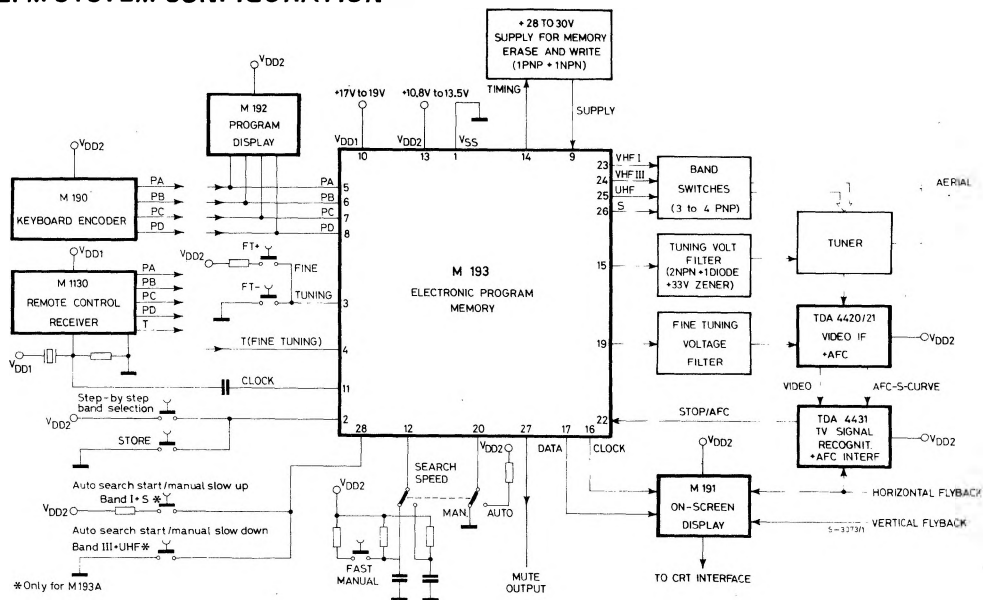 EPM SYSTEM CONFIGURATION
+ 28 TO 30V
SUPPLY FOR MEMORY
ERASE AND WRITE
(1PNP + 1NPN)
TIMING
SUPPLY
VDD2
M 192
PROGRAM
DISPLAY
+17V to 19V
+10.8V to 13.5V
VDD1
VDD2
VSS
10
13
1
14
9
VDD2
M 190
KEYBOARD ENCODER
PA
PB
PC
PD
PA
PB
PC
PD
5
6
7
8
VDD1
M 1130
REMOTE CONTROL
RECEIVER
PA
PB
PC
PD
T
VDD1
VDD2
FT+
FINE
FT-
TUNING
3
T(FINE TUNING)
4
CLOCK
11
M 193
ELECTRONIC PROGRAM
MEMORY
23
VHF I
24
VHF III
25
UHF
26
S
BAND
SWITCHES
(3 to 4 PNP)
AERIAL
TUNER
15
TUNING VOLT
FILTER
(2NPN +1DIODE
+33V ZENER)
19
FINE TUNING
VOLTAGE
FILTER
TDA 4420/21
VIDEO IF
+AFC
VDD2
VIDEO
AFC-S-CURVE
22
STOP/AFC
TDA 4431
TV SIGNAL
RECOGNIT.
+AFC INTERF
VDD2
Step-by step
band selection
VDD2
STORE
2
28
12
20
27
17
16
DATA
CLOCK
Auto search start/manual slow up
Band I+S *
VDD2
Auto search start/manual slow down
Band III+UHF*
*Only for M193A
VDD2
SEARCH
SPEED
FAST
MANUAL
VDD2
MAN.
AUTO
MUTE
OUTPUT
VDD2
M 191
ON-SCREEN
DISPLAY
HORIZONTAL FLYBACK
VERTICAL FLYBACK
S-3073/1
TO CRT INTERFACE